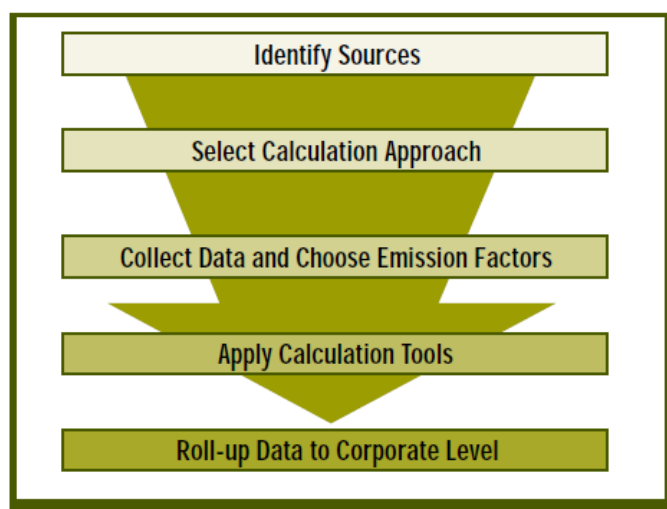 Identify Sources
Select Calculation Approach
Collect Data and Choose Emission Factors
Apply Calculation Tools
Roll-up Data to Corporate Level